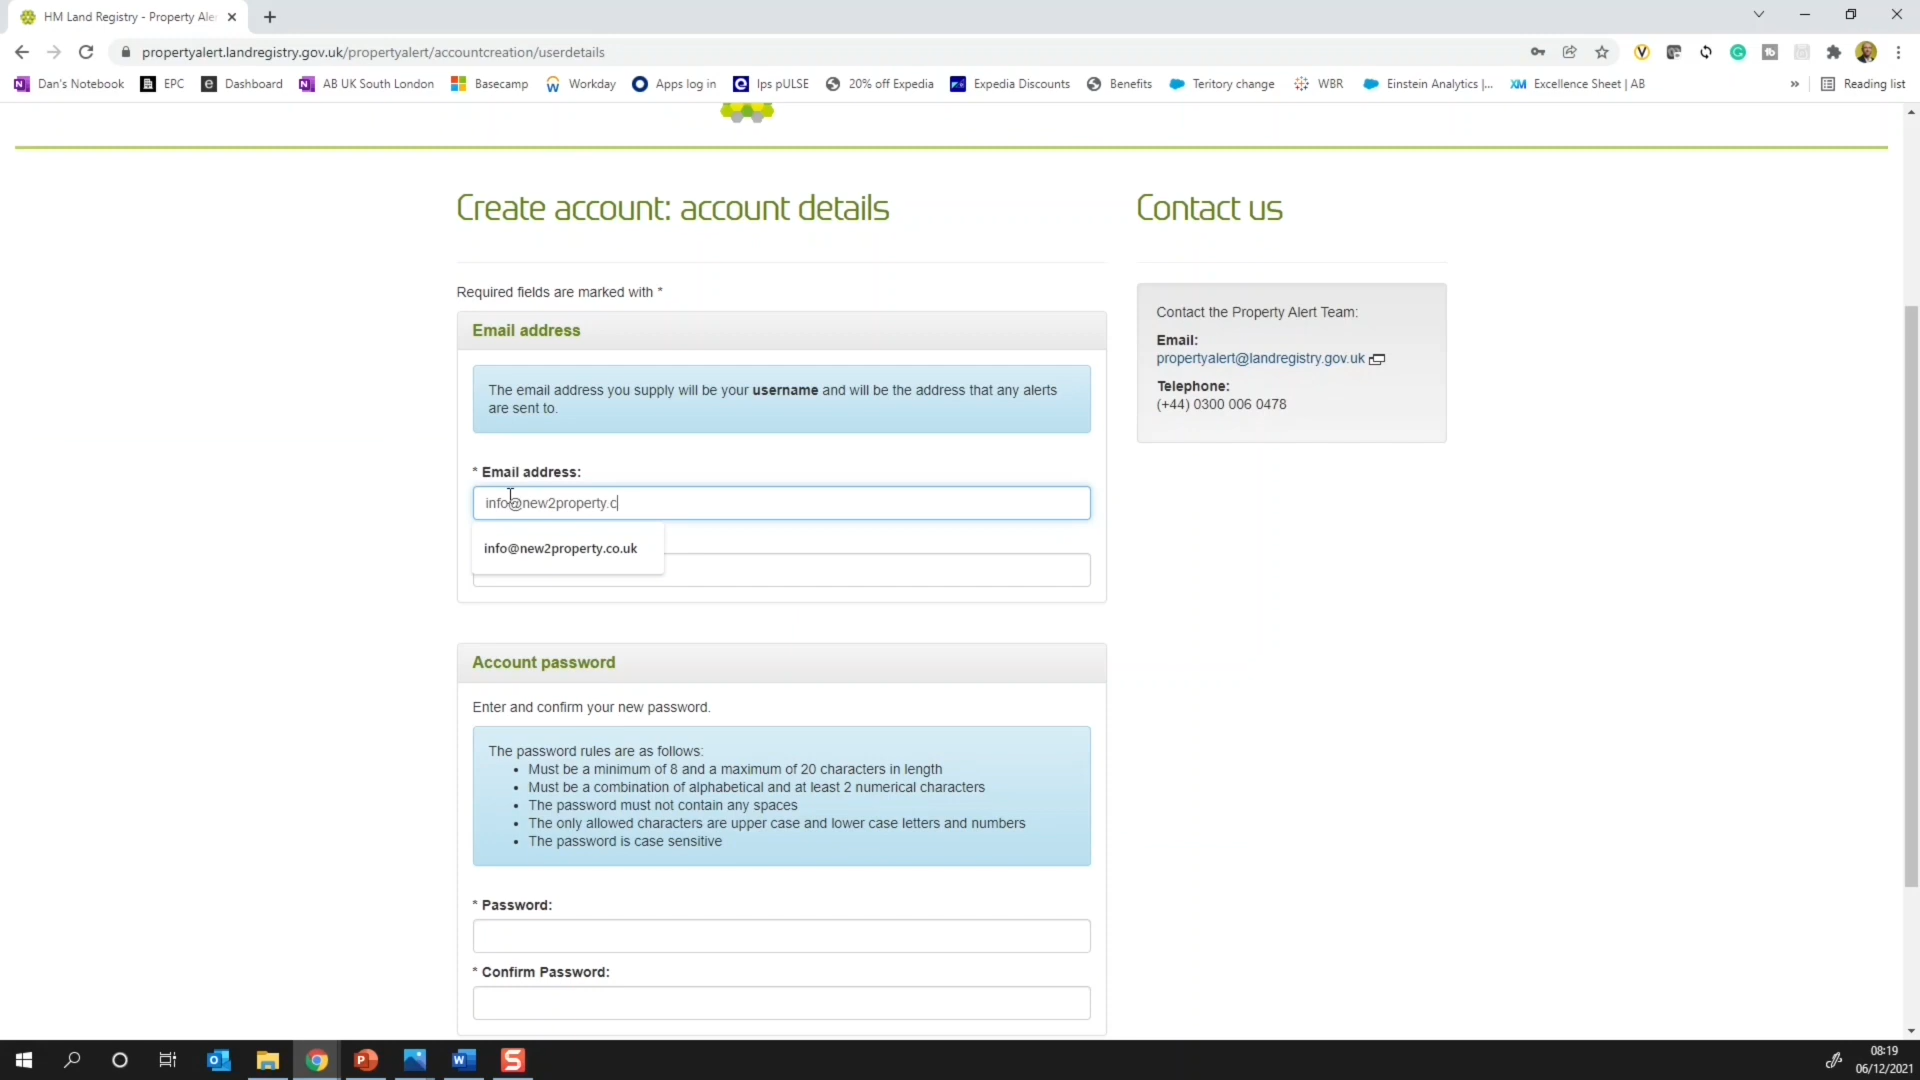 HM Land Registry - Property Aler
propertyalert.landregistry.gov.uk/propertyalert/accountcreation/userdetails
Dan's Notebook EPC Dashboard AB UK South London Basecamp Workday Apps log in Ips pULSE 20% off Expedia Expedia Discounts Benefits Teritory change WBR Einstein Analytics |... XM Excellence Sheet | AB » Reading list
Create account: account details
Contact us
Required fields are marked with *
Email address
The email address you supply will be your username and will be the address that any alerts
are sent to.
* Email address:
info@new2property.c
info@new2property.co.uk
Contact the Property Alert Team:
Email:
propertyalert@landregistry.gov.uk
Telephone:
(+44) 0300 006 0478
Account password
Enter and confirm your new password.
The password rules are as follows:
• Must be a minimum of 8 and a maximum of 20 characters in length
• Must be a combination of alphabetical and at least 2 numerical characters
• The password must not contain any spaces
• The only allowed characters are upper case and lower case letters and numbers
• The password is case sensitive
* Password:
* Confirm Password:
08:19
06/12/2021